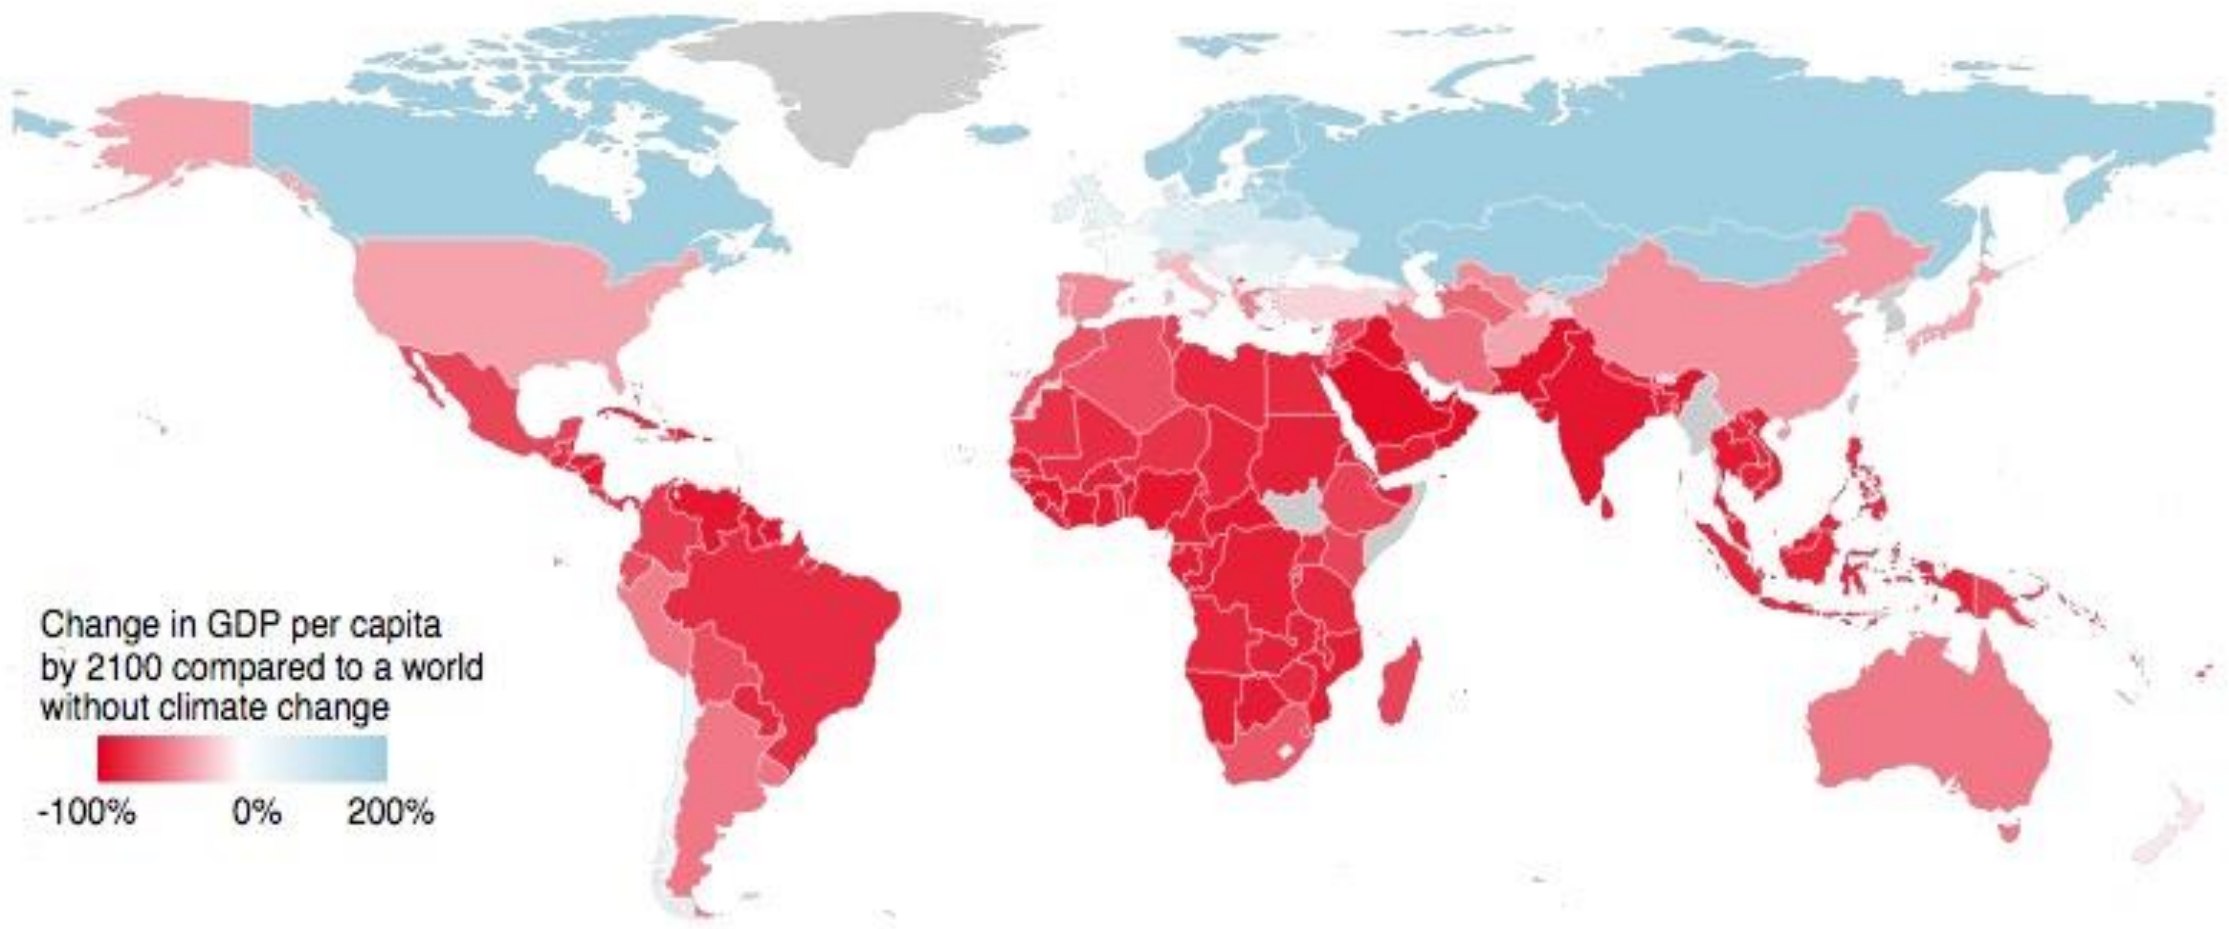 Change in GDP per capita
by 2100 compared to a world
without climate change
-100% 0% 200%